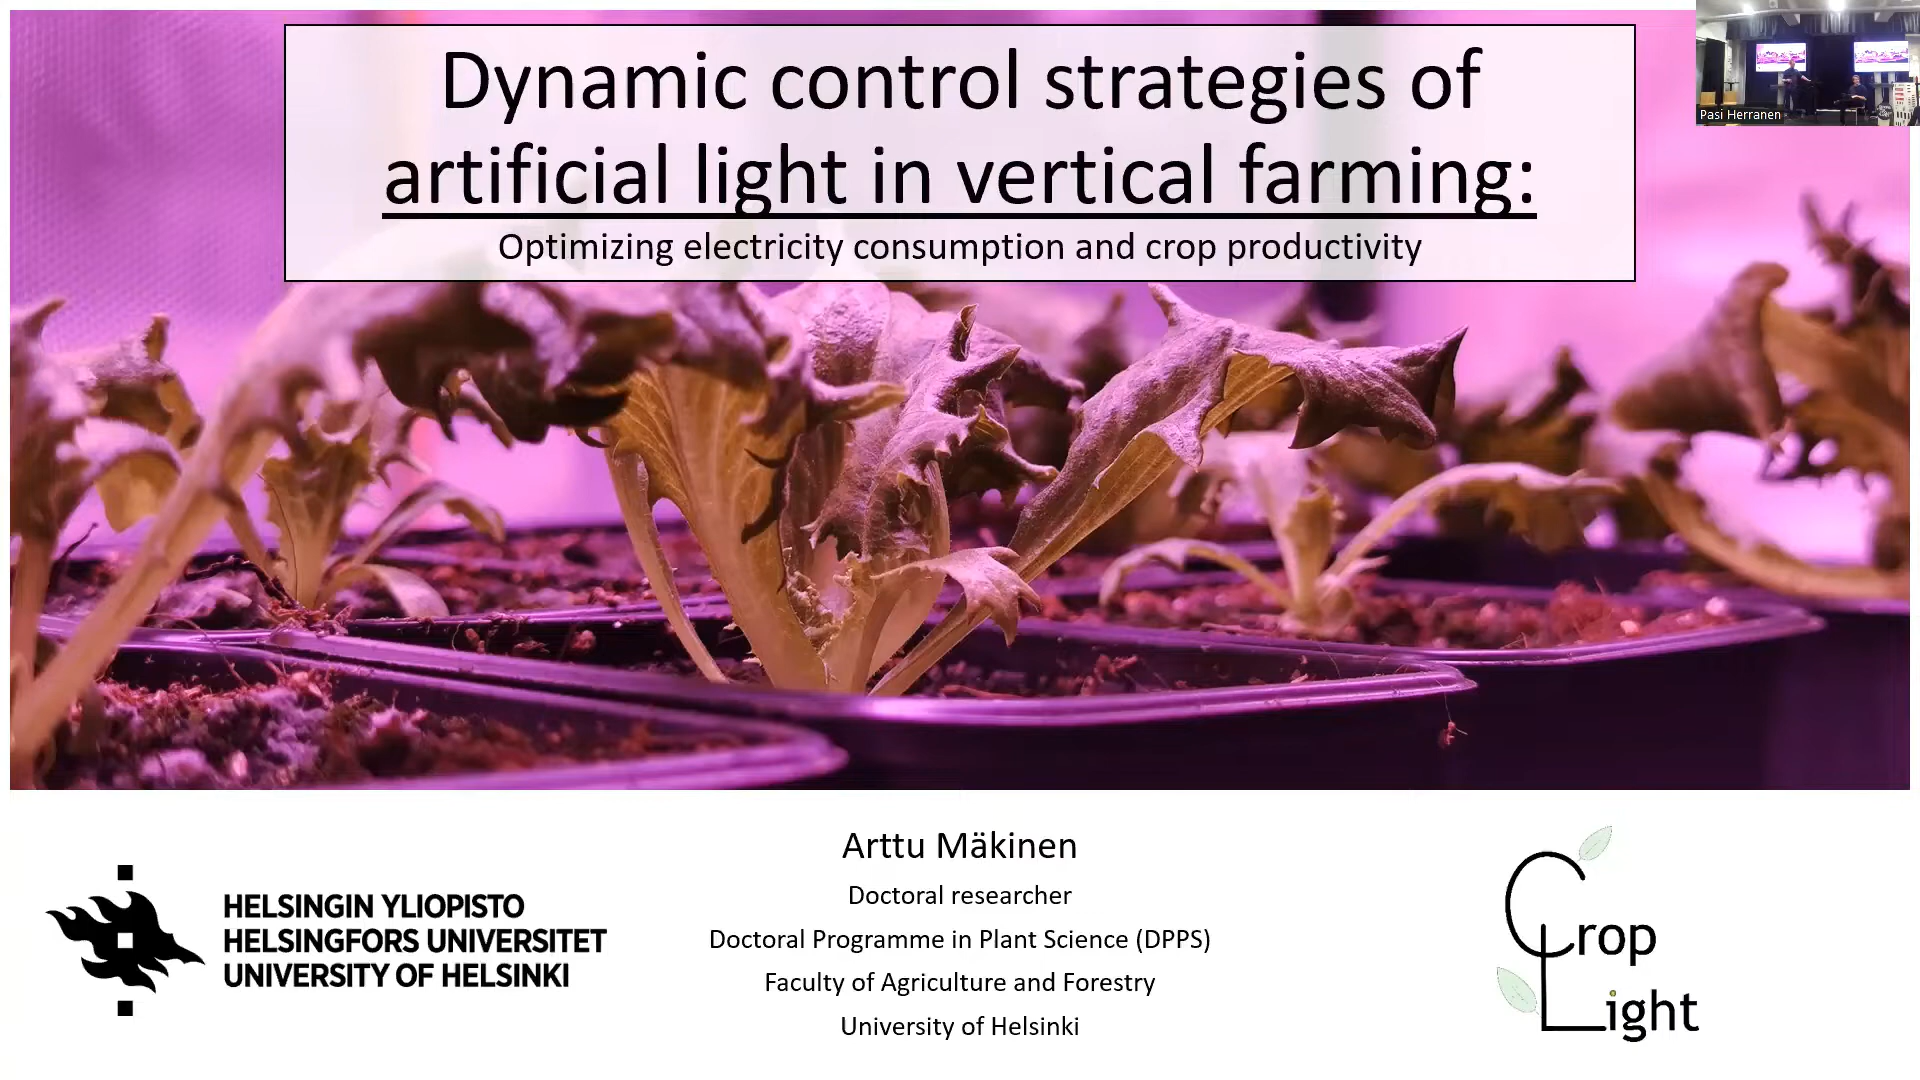 Dynamic control strategies of
artificial light in vertical farming:
Optimizing electricity consumption and crop productivity
Pasi Herranen
Arttu Mäkinen
Doctoral researcher
Doctoral Programme in Plant Science (DPPS)
Faculty of Agriculture and Forestry
University of Helsinki
HELSINGIN YLIOPISTO
HELSINGFORS UNIVERSITET
UNIVERSITY OF HELSINKI
Crop
Light